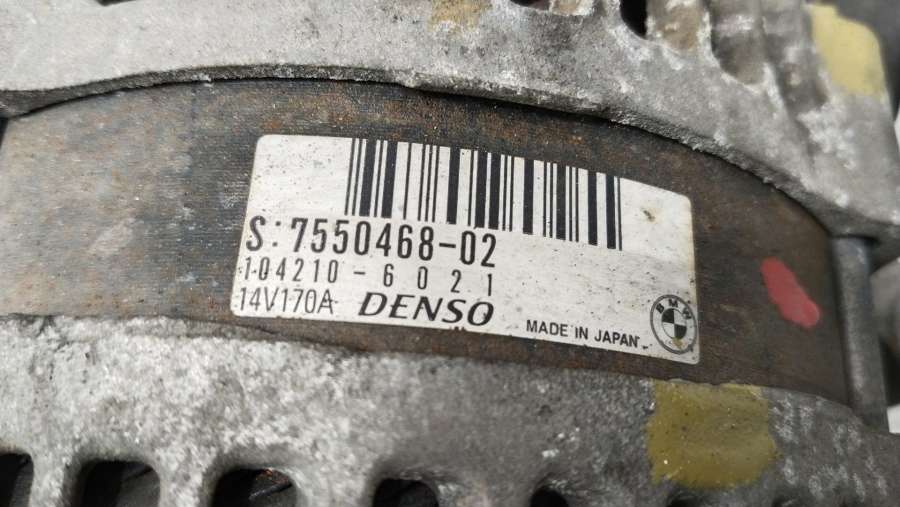 S:7550468-02
104210-6021
14V170A DENSO MADE IN JAPAN
BMW